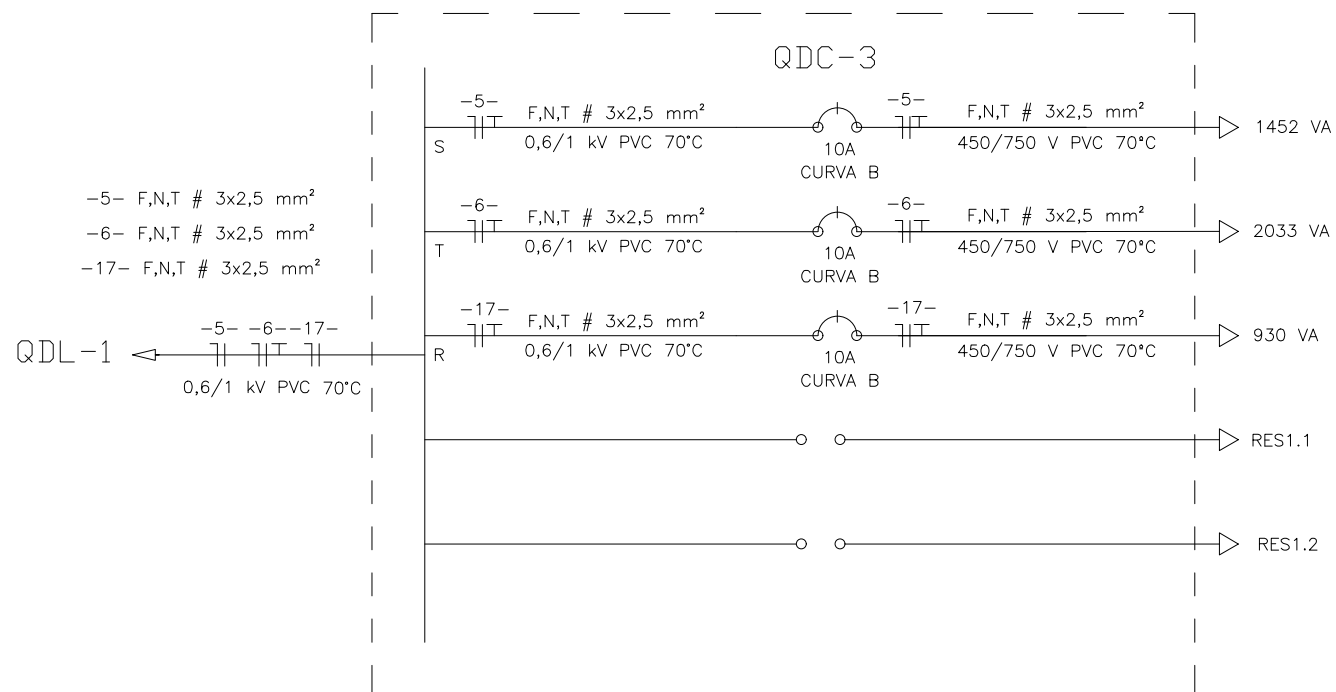 QDC-3
-5-
F,N,T # 3x2,5 mm²
0,6/1 kV PVC 70°C
S
10A
CURVA B
-5-
F,N,T # 3x2,5 mm²
450/750 V PVC 70°C
1452 VA
-5- F,N,T # 3x2,5 mm²
-6- F,N,T # 3x2,5 mm²
-17- F,N,T # 3x2,5 mm²
-6-
F,N,T # 3x2,5 mm²
0,6/1 kV PVC 70°C
T
10A
CURVA B
-6-
F,N,T # 3x2,5 mm²
450/750 V PVC 70°C
2033 VA
QDL-1
-5- -6- -17-
0,6/1 kV PVC 70°C
-17-
F,N,T # 3x2,5 mm²
0,6/1 kV PVC 70°C
R
10A
CURVA B
-17-
F,N,T # 3x2,5 mm²
450/750 V PVC 70°C
930 VA
RES1.1
RES1.2